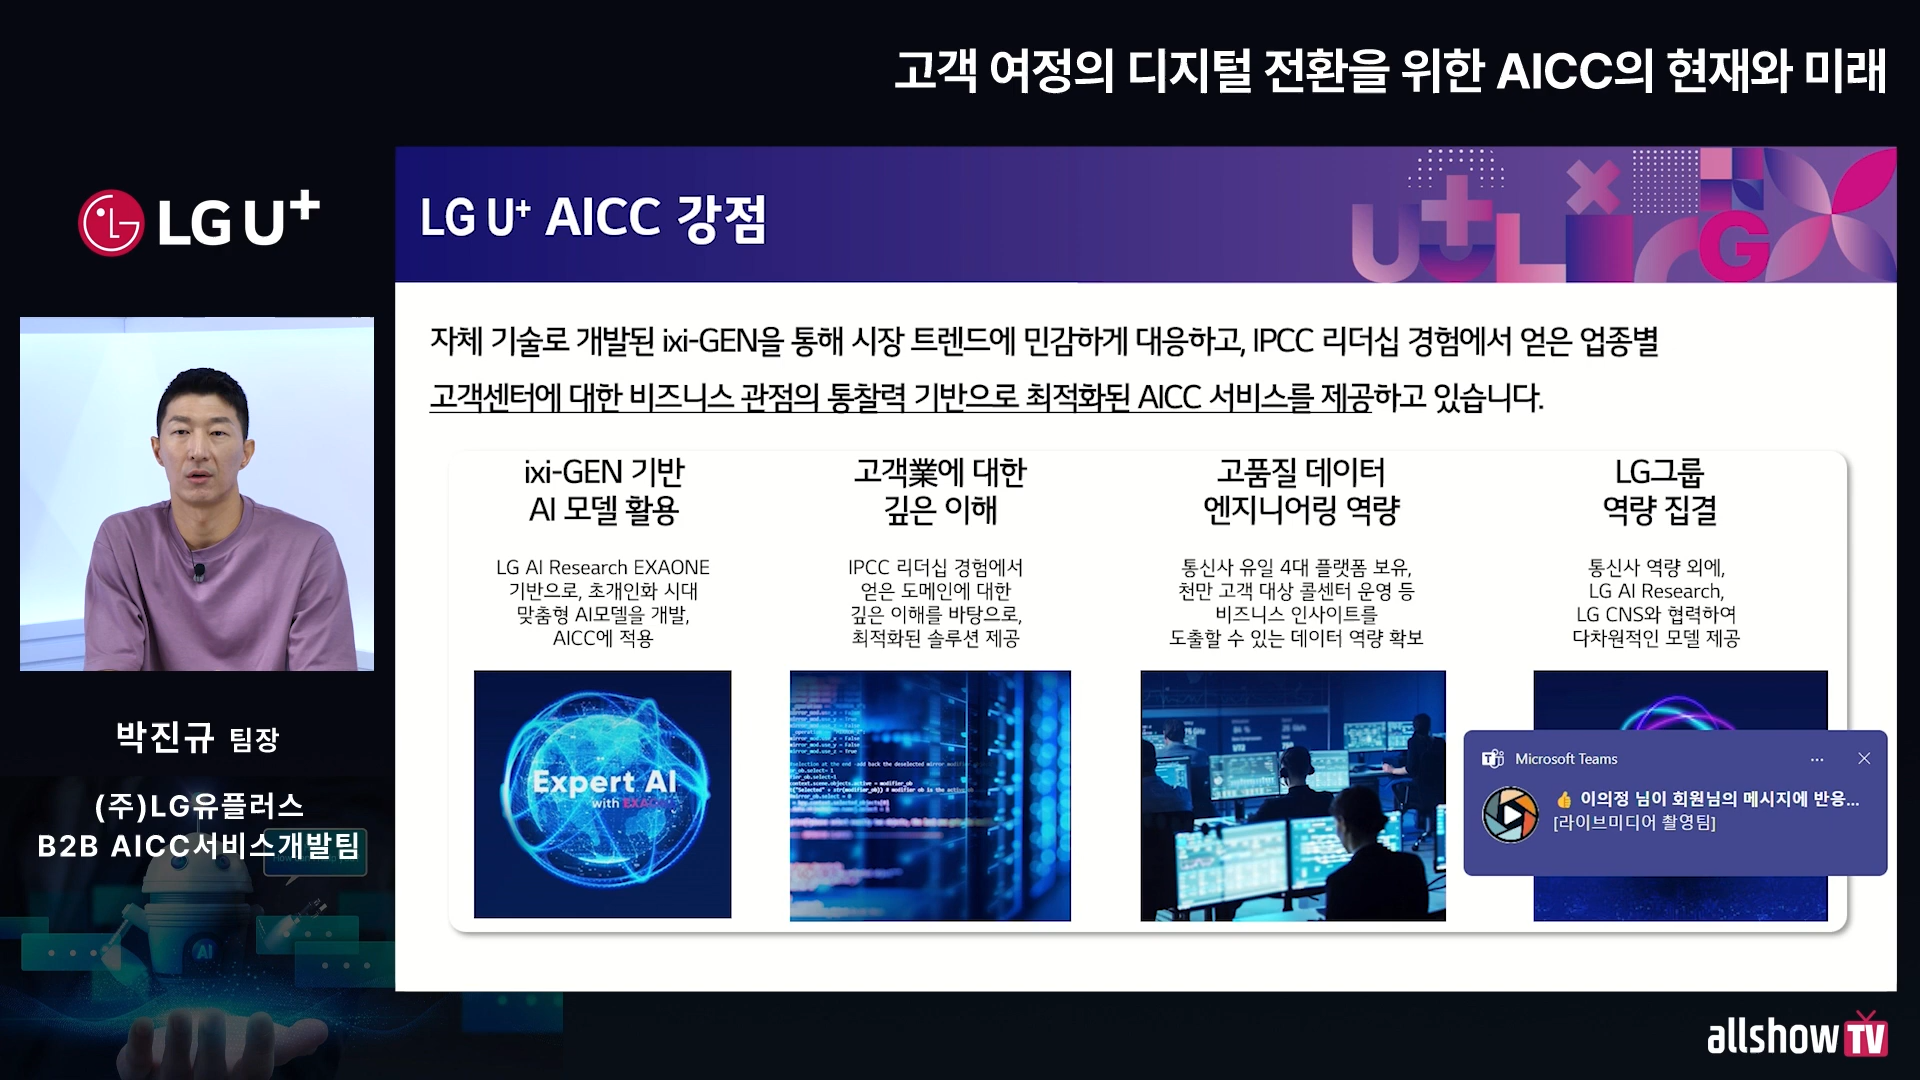 고객 여정의 디지털 전환을 위한 AICC의 현재와 미래
LG U+
LG U+ AICC 강점
자체 기술로 개발된 ixi-GEN을 통해 시장 트렌드에 민감하게 대응하고, IPCC 리더십 경험에서 얻은 업종별
고객센터에 대한 비즈니스 관점의 통찰력 기반으로 최적화된 AICC 서비스를 제공하고 있습니다.
ixi-GEN 기반
AI 모델 활용
LG AI Research EXAONE
기반으로, 초개인화 시대
맞춤형 AI모델을 개발,
AICC에 적용
Expert AI
with EXAONE
고객業에 대한
깊은 이해
IPCC 리더십 경험에서
얻은 도메인에 대한
깊은 이해를 바탕으로,
최적화된 솔루션 제공
고품질 데이터
엔지니어링 역량
통신사 유일 4대 플랫폼 보유,
천만 고객 대상 콜센터 운영 등
비즈니스 인사이트를
도출할 수 있는 데이터 역량 확보
LG그룹
역량 집결
통신사 역량 외에,
LG AI Research,
LG CNS와 협력하여
다차원적인 모델 제공
Microsoft Teams
👍 이의정 님이 회원님의 메시지에 반응...
[라이브미디어 촬영팀]
박진규 팀장
(주)LG유플러스
B2B AICC서비스개발팀
AI
allshow TV